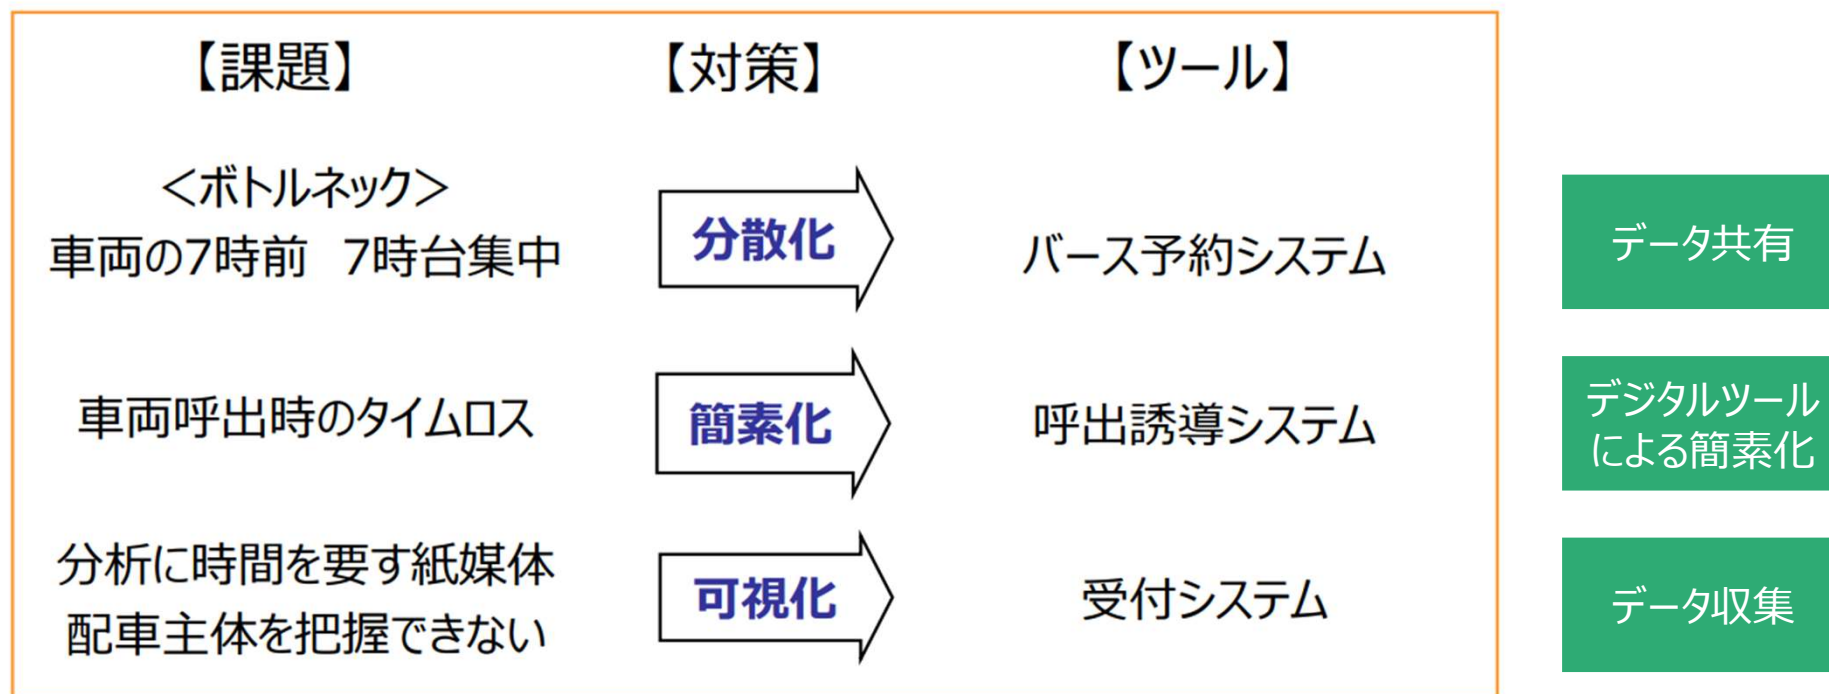 【課題】 【対策】 【ツール】
＜ボトルネック＞
車両の7時前　7時台集中
分散化
バース予約システム
データ共有
車両呼出時のタイムロス
簡素化
呼出誘導システム
デジタルツール
による簡素化
分析に時間を要す紙媒体
配車主体を把握できない
可視化
受付システム
データ収集